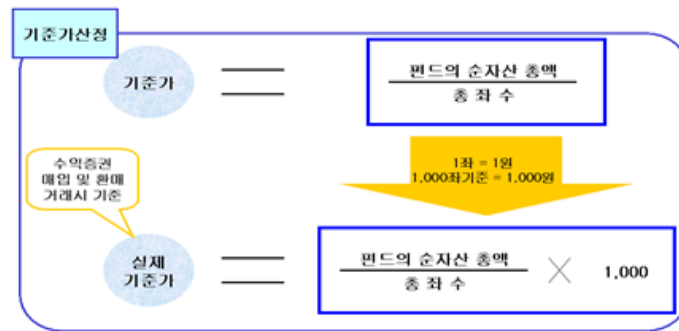 기준가산정
기준가
펀드의 순자산 총액
총 좌 수
수익증권
매입 및 환매
거래시 기준
1좌 = 1원
1,000좌기준 = 1,000원
실제
기준가
펀드의 순자산 총액
총 좌 수
1,000